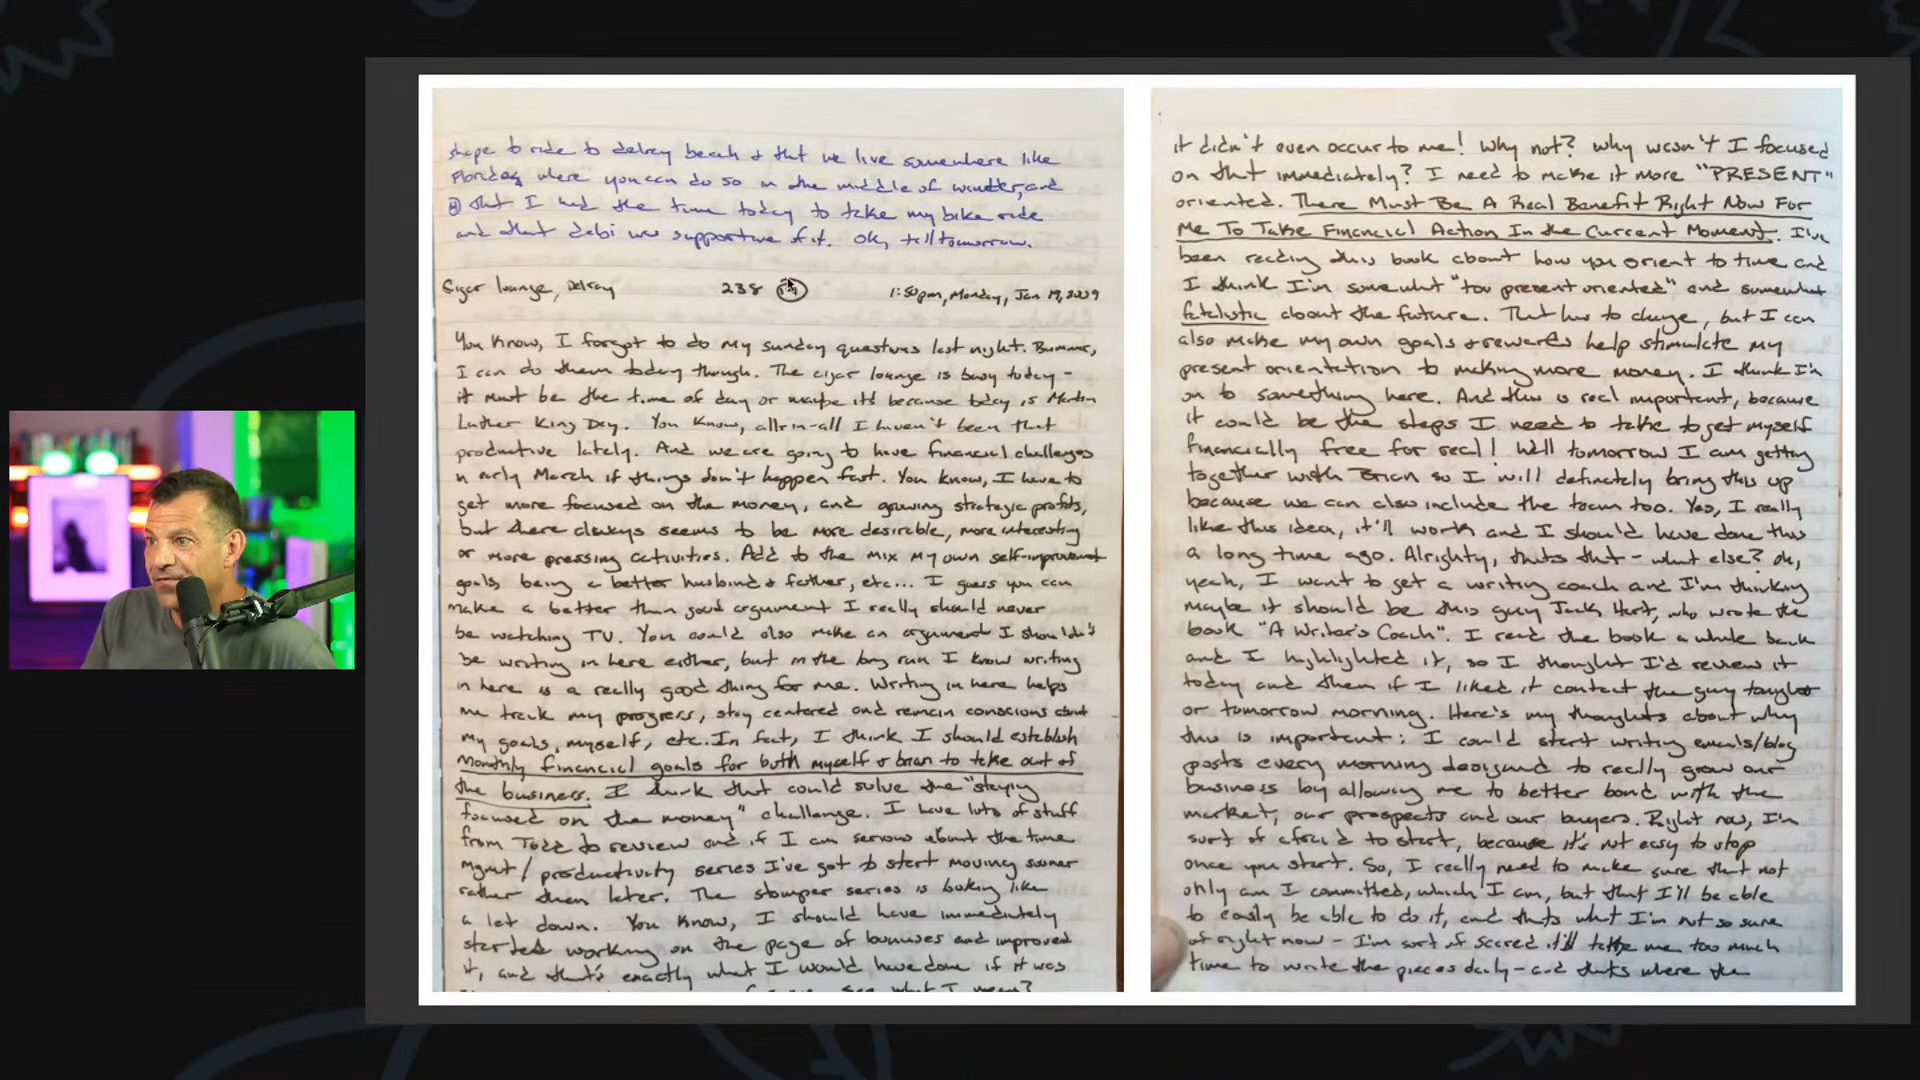 shape to ride to delray beach & that we live somewhere like
Florida where you can do so in the middle of winter, and
that I had the time today to take my bike ride
and that debi was supportive of it. Ok, till tomorrow.
Cigar lounge, Delray 238 1:50pm, Monday, Jan 19, 2009
You know, I forgot to do my sunday questions last night. Bummer,
I can do them today though. The cigar lounge is busy today -
it must be the time of day or maybe it's because today is Martin
Luther King Day. You know, all-in-all I haven't been that
productive lately. And we are going to have financial challenges
n early March if things don't happen fast. You know, I have to
get more focused on the money, and growing strategic profits,
but there always seems to be more desirable, more interesting
or more pressing activities. Add to the mix my own self-improvement
goals, being a better husband & father, etc... I guess you can
make a better than good argument I really should never
be watching TV. You could also make an argument I shouldn't
be writing in here either, but in the long run I know writing
in here is a really good thing for me. Writing in here helps
me track my progress, stay centered and remain conscious about
my goals, myself, etc. In fact, I think I should establish
monthly financial goals for both myself & brian to take out of
the business. I think that could solve the "staying
focused on the money" challenge. I have lots of stuff
from Todd to review and if I am serious about the time
mgmt / productivity series I've got to start moving sooner
rather then later. The stomper series is looking like
a let down. You know, I should have immediately
started working on the page of bonuses and improved
it, and that's exactly what I would have done if it was
see what I mean?
it didn't even occur to me! Why not? Why wasn't I focused
on that immediately? I need to make it more "PRESENT"
oriented. There Must Be A Real Benefit Right Now For
Me To Take Financial Action In the Current Moment. I've
been reading this book about how you orient to time and
I think I'm somewhat "too present oriented" and somewhat
fatalistic about the future. That has to change, but I can
also make my own goals & rewards help stimulate my
present orientation to making more money. I think I'm
on to something here. And this is real important, because
it could be the steps I need to take to get myself
financially free for real! Well tomorrow I am getting
together with Brian so I will definately bring this up
because we can also include the team too. Yes, I really
like this idea, it'll work and I should have done this
a long time ago. Alrighty, thats that - what else? Oh,
yeah, I want to get a writing coach and I'm thinking
maybe it should be this guy Jack Hart, who wrote the
book "A Writer's Coach". I read the book a while back
and I highlighted it, so I thought I'd review it
today and them if I liked it contact the guy tonight
or tomorrow morning. Here's my thoughts about why
this is important: I could start writing emails/blog
posts every morning designed to really grow our
business by allowing me to better bond with the
market, our prospects and our buyers. Right now, I'm
sort of afraid to start, because it's not easy to stop
once you start. So, I really need to make sure that not
only am I committed, which I am, but that I'll be able
to easily be able to do it, and thats what I'm not so sure
of right now - I'm sort of scared it'll take me too much
time to write the pieces daily - and thats where the